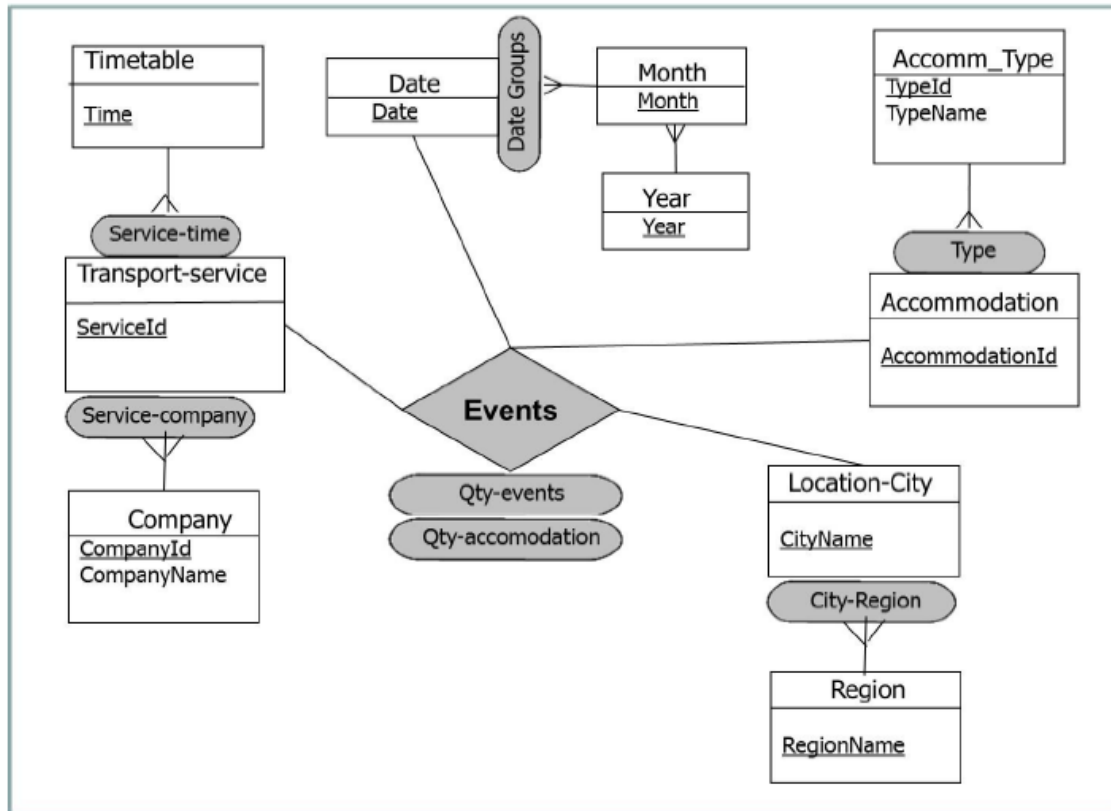 Timetable
Time
Service-time
Transport-service
ServiceId
Service-company
Company
CompanyId
CompanyName
Date
Date
Date Groups
Month
Month
Year
Year
Accomm_Type
TypeId
TypeName
Type
Accommodation
AccommodationId
Events
Qty-events
Qty-accomodation
Location-City
CityName
City-Region
Region
RegionName